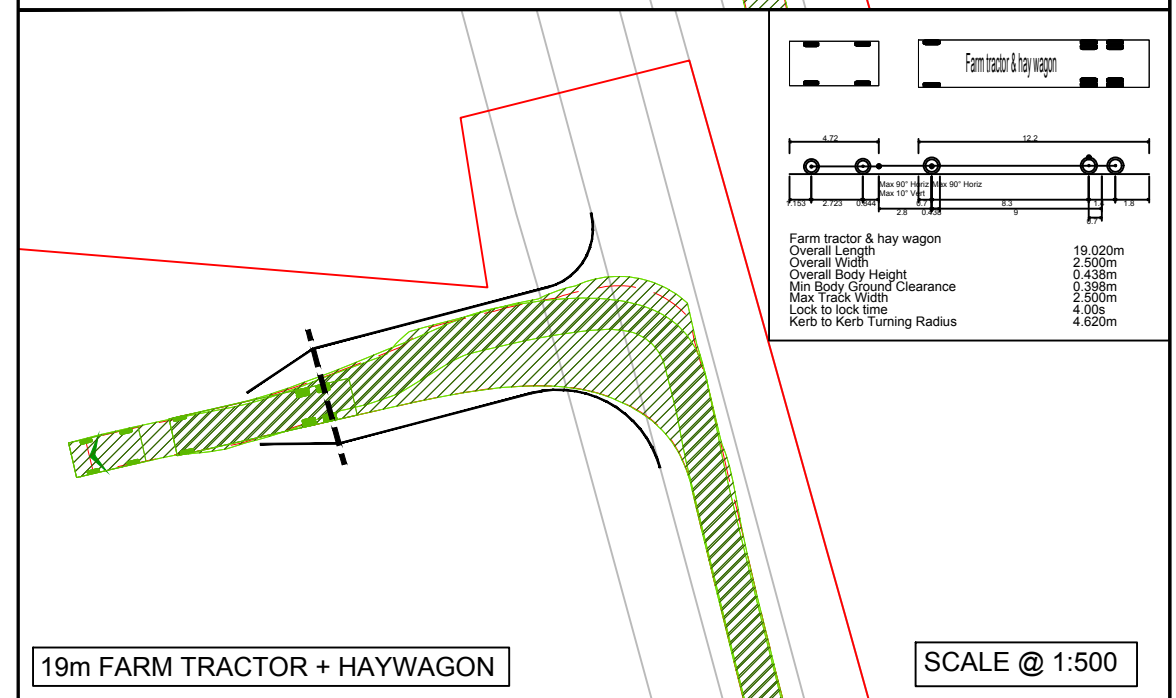 Farm tractor & hay wagon
4.72
12.2
Max 90° Horiz Max 90° Horiz
Max 10° Vert
1.153 2.723 0.844 8.3 1.8
2.8 0.438 9
Farm tractor & hay wagon
Overall Length 19.020m
Overall Width 2.500m
Overall Body Height 0.438m
Min Body Ground Clearance 0.398m
Max Track Width 2.500m
Lock to lock time 4.00s
Kerb to Kerb Turning Radius 4.620m
19m FARM TRACTOR + HAYWAGON
SCALE @ 1:500